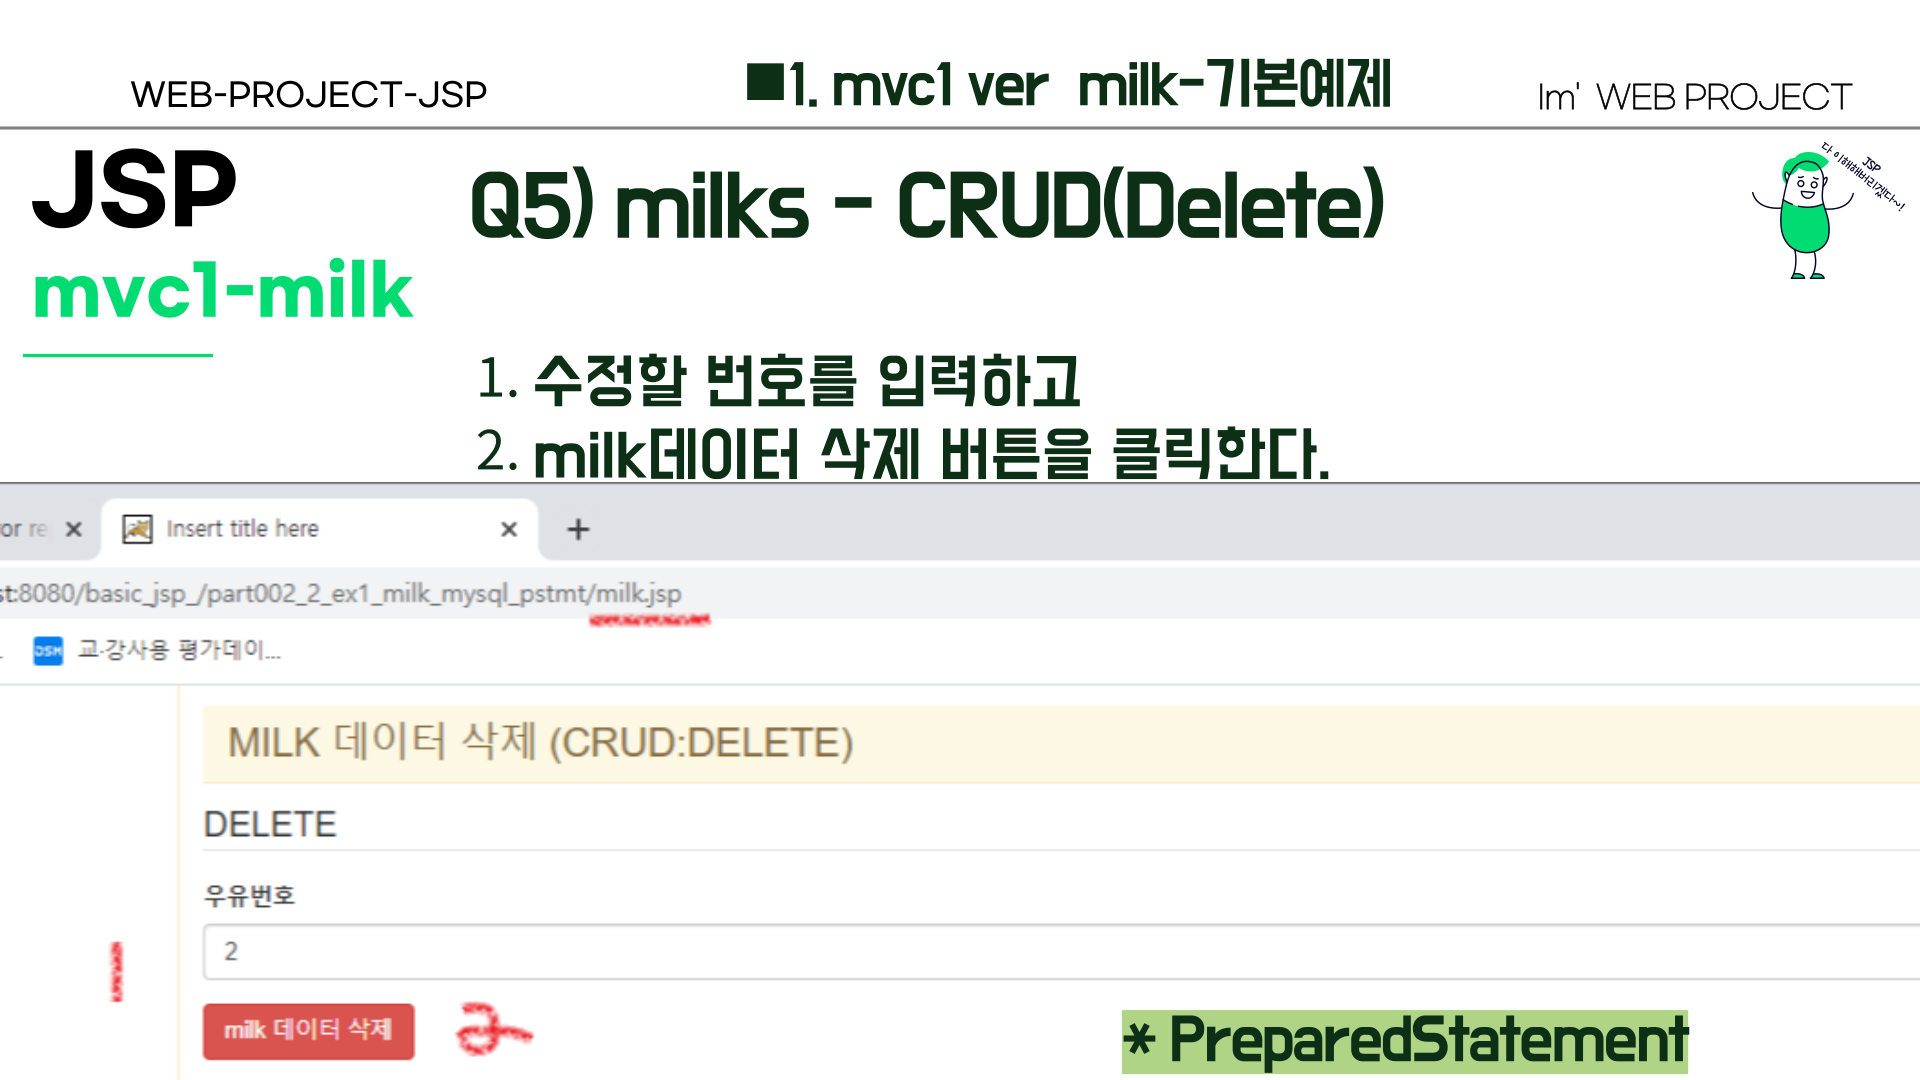 WEB-PROJECT-JSP
■1. mvc1 ver milk-기본예제
Im' WEB PROJECT
JSP
mvc1-milk
Q5) milks - CRUD(Delete)
JSP
다 이해해버리겠다~!
1. 수정할 번호를 입력하고
2. milk데이터 삭제 버튼을 클릭한다.
or re
Insert title here
st:8080/basic_jsp_/part002_2_ex1_milk_mysql_pstmt/milk.jsp
교·강사용 평가데이...
MILK 데이터 삭제 (CRUD:DELETE)
DELETE
우유번호
2
1
milk 데이터 삭제
2
* PreparedStatement